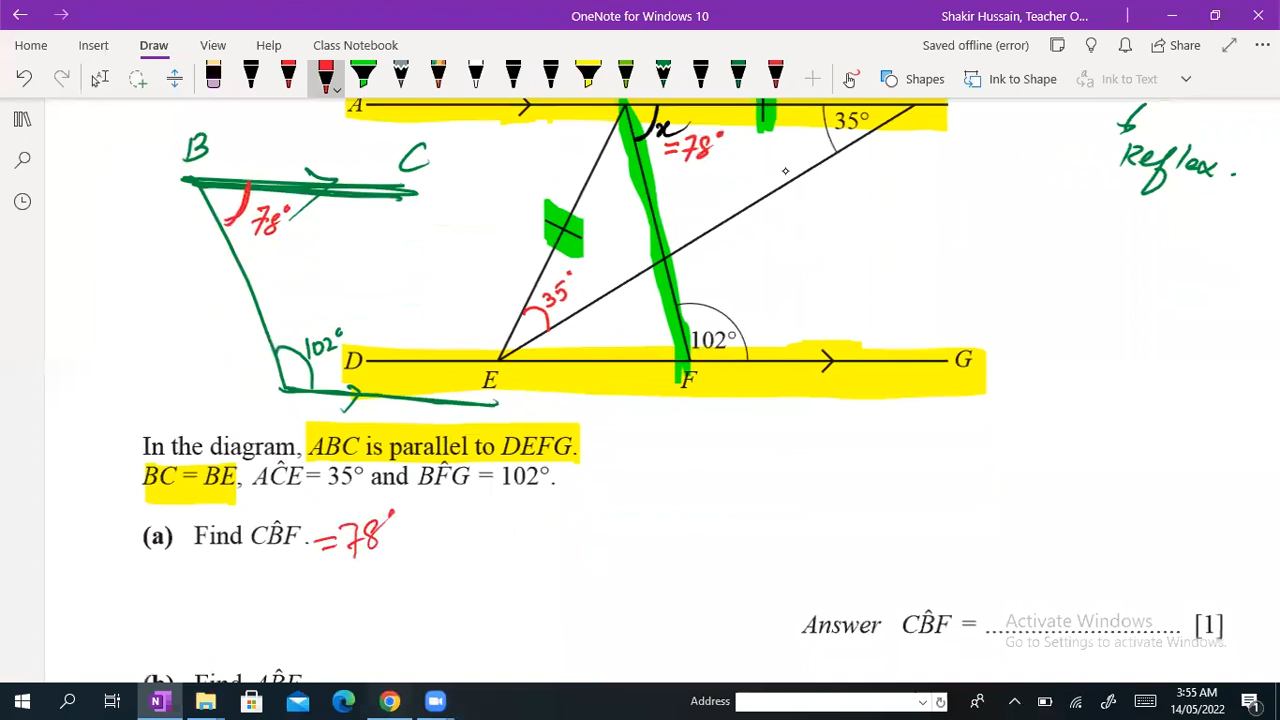 OneNote for Windows 10
Shakir Hussain, Teacher O...
Home Insert Draw View Help Class Notebook
Saved offline (error)
Share
Shapes
Ink to Shape
Ink to Text
A
x
= 78°
35°
Reflex.
B
C
78°
35°
102°
102°
D
E
F
G
In the diagram, ABC is parallel to DEFG.
BC = BE, AĈE = 35° and BF̂G = 102°.
(a) Find CB̂F. = 78°
Answer CB̂F = .............................. [1]
Activate Windows
Go to Settings to activate Windows.
Address
3:55 AM
14/05/2022